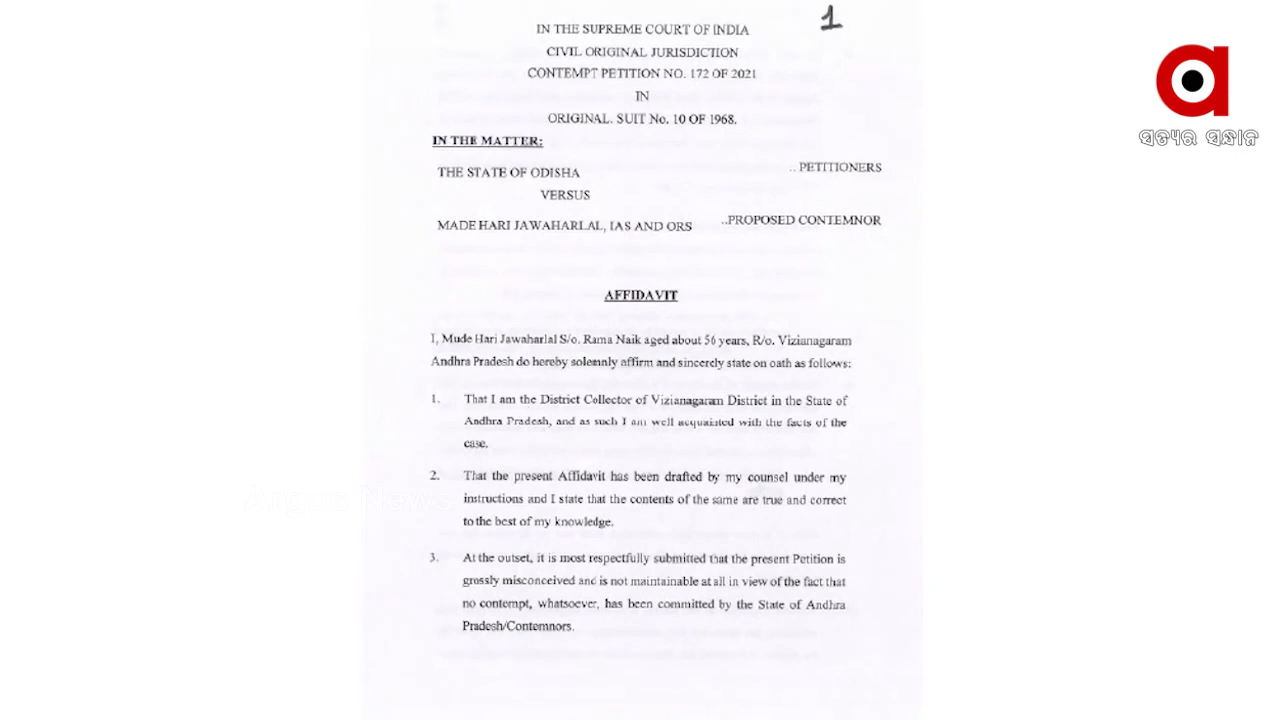 1
IN THE SUPREME COURT OF INDIA
CIVIL ORIGINAL JURISDICTION
CONTEMPT PETITION NO. 172 OF 2021
IN
ORIGINAL. SUIT No. 10 OF 1968.
IN THE MATTER:
THE STATE OF ODISHA .. PETITIONERS
VERSUS
MADE HARI JAWAHARLAL, IAS AND ORS ..PROPOSED CONTEMNOR
AFFIDAVIT
I, Mude Hari Jawaharlal S/o. Rama Naik aged about 56 years, R/o. Vizianagaram
Andhra Pradesh do hereby solemnly affirm and sincerely state on oath as follows:
1. That I am the District Collector of Vizianagaram District in the State of
Andhra Pradesh, and as such I am well acquainted with the facts of the
case.
2. That the present Affidavit has been drafted by my counsel under my
instructions and I state that the contents of the same are true and correct
to the best of my knowledge.
3. At the outset, it is most respectfully submitted that the present Petition is
grossly misconceived and is not maintainable at all in view of the fact that
no contempt, whatsoever, has been committed by the State of Andhra
Pradesh/Contemnors.
ସତ୍ୟର ସନ୍ଧାନ
Argus News